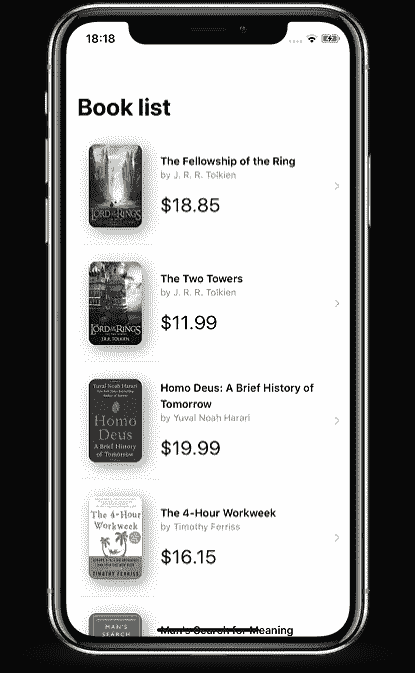 18:18
Book list
The Fellowship of the Ring
by J. R. R. Tolkien
$18.85
LORD OF THE RINGS
The Two Towers
by J. R. R. Tolkien
$11.99
LORD OF THE RINGS
J.R.R. TOLKIEN
Homo Deus: A Brief History of
Tomorrow
by Yuval Noah Harari
$19.99
Yuval Noah Harari
Homo
Deus
A Brief History
of Tomorrow
The 4-Hour Workweek
by Timothy Ferriss
$16.15
The 4-Hour
Workweek
TIMOTHY FERRISS
Man's Search for Meaning
MAN'S
SEARCH